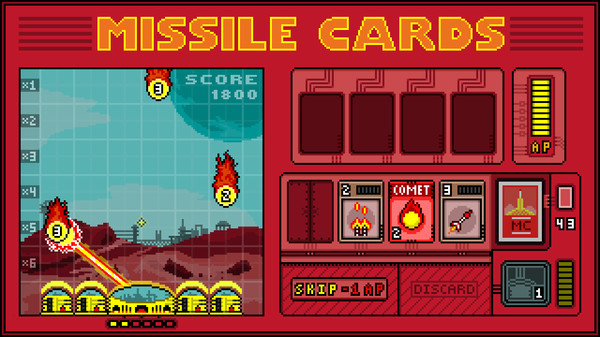 MISSILE CARDS
SCORE
1800
×1
×2
×3
×4
×5
×6
3
2
3
AP
2
COMET
2
3
MC
43
SKIP-1AP
DISCARD
1